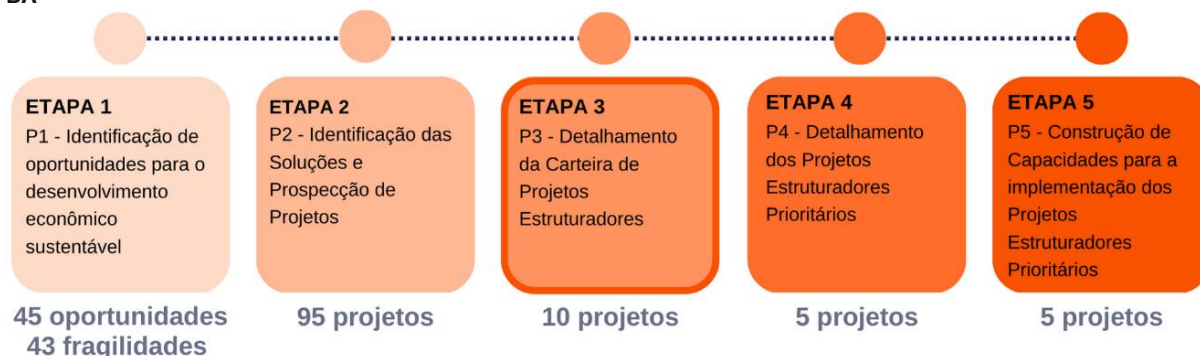 BA
ETAPA 1
P1 - Identificação de
oportunidades para o
desenvolvimento
econômico
sustentável
45 oportunidades
43 fragilidades
ETAPA 2
P2 - Identificação das
Soluções e
Prospecção de
Projetos
95 projetos
ETAPA 3
P3 - Detalhamento
da Carteira de
Projetos
Estruturadores
10 projetos
ETAPA 4
P4 - Detalhamento
dos Projetos
Estruturadores
Prioritários
5 projetos
ETAPA 5
P5 - Construção de
Capacidades para a
implementação dos
Projetos
Estruturadores
Prioritários
5 projetos